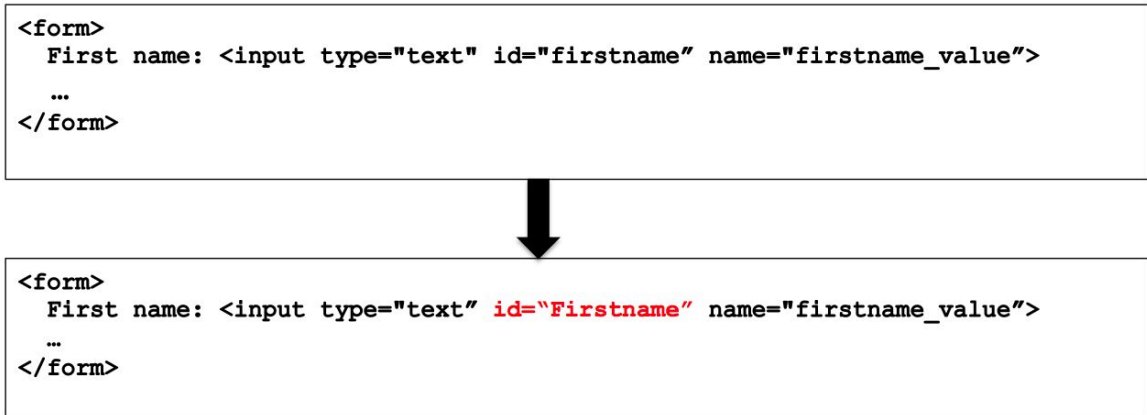 <form>
First name: <input type="text" id="firstname” name="firstname_value”>
…
</form>
<form>
First name: <input type="text” id=“Firstname” name="firstname_value”>
…
</form>